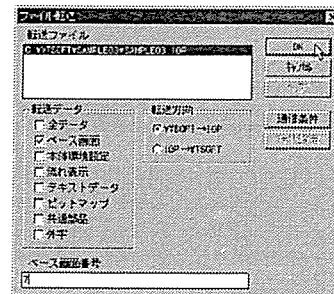 ファイル転送
転送ファイル
OK
キャンセル
転送データ
転送方向
通信条件
全データ
ベース画面
本体環境設定
流れ表示
テキストデータ
ビットマップ
共通部品
外字
ベース画面番号
7